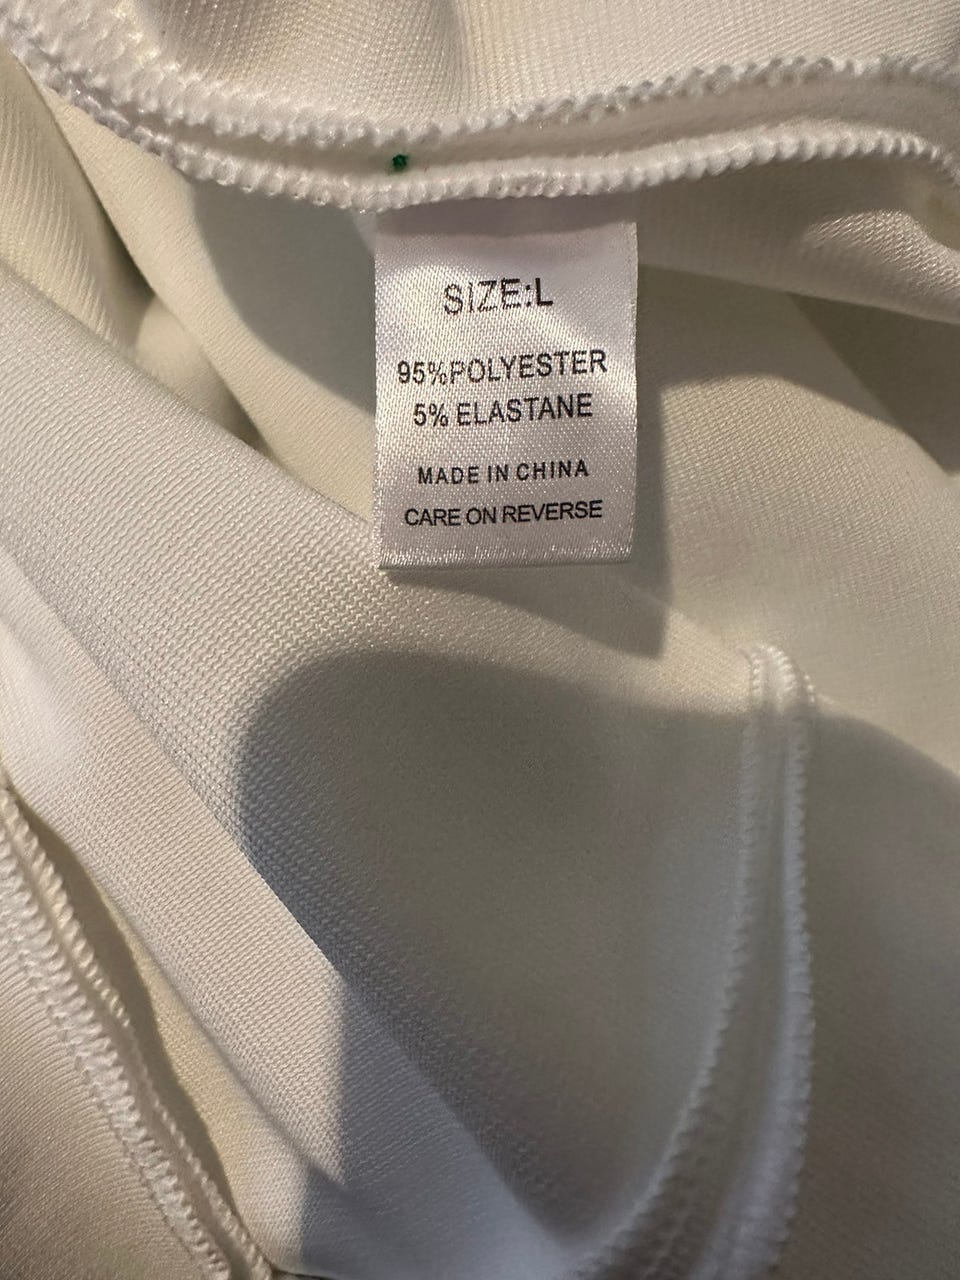 SIZE:L
95%POLYESTER
5% ELASTANE
MADE IN CHINA
CARE ON REVERSE